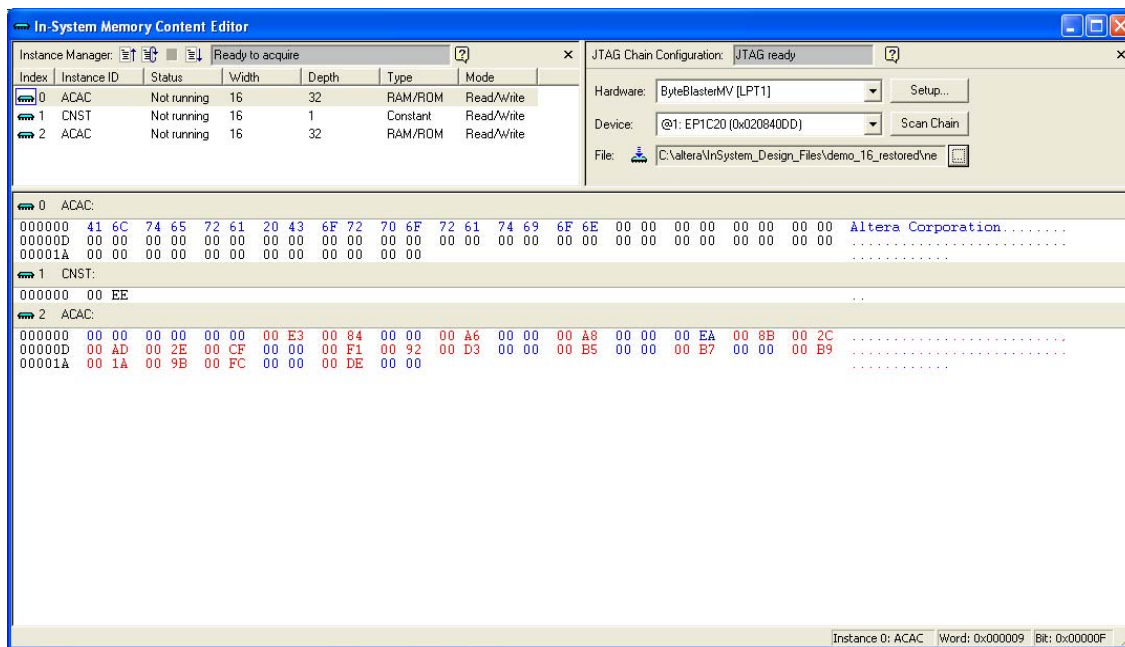 In-System Memory Content Editor
Instance Manager: Ready to acquire
JTAG Chain Configuration: JTAG ready
Index Instance ID Status Width Depth Type Mode
0 ACAC Not running 16 32 RAM/ROM Read/Write
1 CNST Not running 16 1 Constant Read/Write
2 ACAC Not running 16 32 RAM/ROM Read/Write
Hardware: ByteBlasterMV [LPT1] Setup...
Device: @1: EP1C20 (0x020840DD) Scan Chain
File: C:\altera\InSystem_Design_Files\demo_16_restored\ne ...
0 ACAC:
000000 41 6C 74 65 72 61 20 43 6F 72 70 6F 72 61 74 69 6F 6E 00 00 00 00 00 00 00 00 Altera Corporation........
00000D 00 00 00 00 00 00 00 00 00 00 00 00 00 00 00 00 00 00 00 00 00 00 00 00 00 00 ..........................
00001A 00 00 00 00 00 00 00 00 00 00 00 00 ............
1 CNST:
000000 00 EE ..
2 ACAC:
000000 00 00 00 00 00 00 00 E3 00 84 00 00 00 A6 00 00 00 A8 00 00 00 EA 00 8B 00 2C .........................,
00000D 00 AD 00 2E 00 CF 00 00 00 F1 00 92 00 D3 00 00 00 B5 00 00 00 B7 00 00 00 B9 ..........................
00001A 00 1A 00 9B 00 FC 00 00 00 DE 00 00 ............
Instance 0: ACAC Word: 0x000009 Bit: 0x00000F